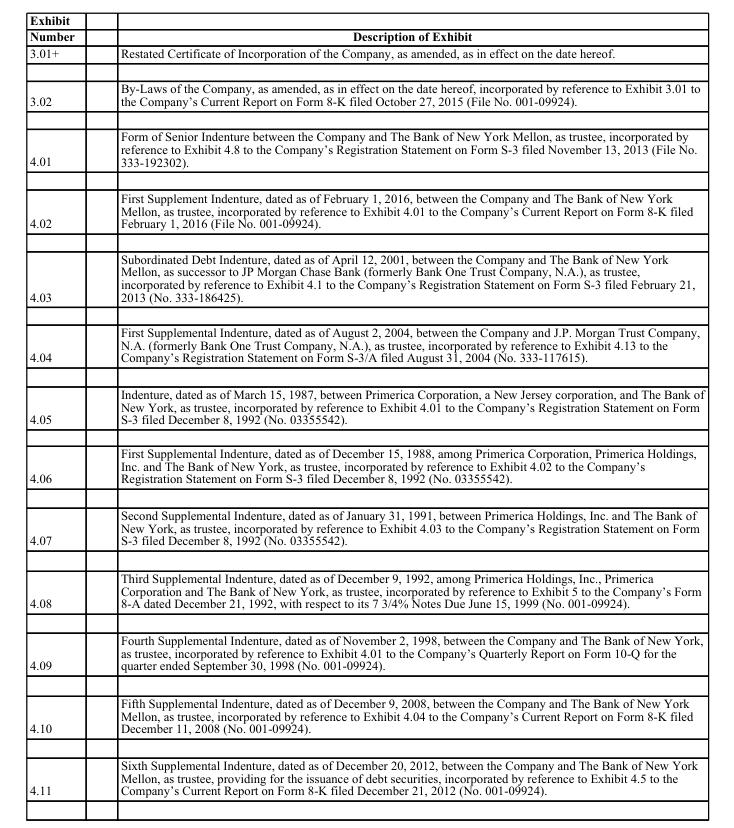 Exhibit
Number Description of Exhibit
3.01+ Restated Certificate of Incorporation of the Company, as amended, as in effect on the date hereof.
By-Laws of the Company, as amended, as in effect on the date hereof, incorporated by reference to Exhibit 3.01 to
3.02 the Company's Current Report on Form 8-K filed October 27, 2015 (File No. 001-09924).
Form of Senior Indenture between the Company and The Bank of New York Mellon, as trustee, incorporated by
reference to Exhibit 4.8 to the Company's Registration Statement on Form S-3 filed November 13, 2013 (File No.
4.01 333-192302).
First Supplement Indenture, dated as of February 1, 2016, between the Company and The Bank of New York
Mellon, as trustee, incorporated by reference to Exhibit 4.01 to the Company's Current Report on Form 8-K filed
4.02 February 1, 2016 (File No. 001-09924).
Subordinated Debt Indenture, dated as of April 12, 2001, between the Company and The Bank of New York
Mellon, as successor to JP Morgan Chase Bank (formerly Bank One Trust Company, N.A.), as trustee,
incorporated by reference to Exhibit 4.1 to the Company's Registration Statement on Form S-3 filed February 21,
4.03 2013 (No. 333-186425).
First Supplemental Indenture, dated as of August 2, 2004, between the Company and J.P. Morgan Trust Company,
N.A. (formerly Bank One Trust Company, N.A.), as trustee, incorporated by reference to Exhibit 4.13 to the
4.04 Company's Registration Statement on Form S-3/A filed August 31, 2004 (No. 333-117615).
Indenture, dated as of March 15, 1987, between Primerica Corporation, a New Jersey corporation, and The Bank of
New York, as trustee, incorporated by reference to Exhibit 4.01 to the Company's Registration Statement on Form
4.05 S-3 filed December 8, 1992 (No. 03355542).
First Supplemental Indenture, dated as of December 15, 1988, among Primerica Corporation, Primerica Holdings,
Inc. and The Bank of New York, as trustee, incorporated by reference to Exhibit 4.02 to the Company's
4.06 Registration Statement on Form S-3 filed December 8, 1992 (No. 03355542).
Second Supplemental Indenture, dated as of January 31, 1991, between Primerica Holdings, Inc. and The Bank of
New York, as trustee, incorporated by reference to Exhibit 4.03 to the Company's Registration Statement on Form
4.07 S-3 filed December 8, 1992 (No. 03355542).
Third Supplemental Indenture, dated as of December 9, 1992, among Primerica Holdings, Inc., Primerica
Corporation and The Bank of New York, as trustee, incorporated by reference to Exhibit 5 to the Company's Form
4.08 8-A dated December 21, 1992, with respect to its 7 3/4% Notes Due June 15, 1999 (No. 001-09924).
Fourth Supplemental Indenture, dated as of November 2, 1998, between the Company and The Bank of New York,
as trustee, incorporated by reference to Exhibit 4.01 to the Company's Quarterly Report on Form 10-Q for the
4.09 quarter ended September 30, 1998 (No. 001-09924).
Fifth Supplemental Indenture, dated as of December 9, 2008, between the Company and The Bank of New York
Mellon, as trustee, incorporated by reference to Exhibit 4.04 to the Company's Current Report on Form 8-K filed
4.10 December 11, 2008 (No. 001-09924).
Sixth Supplemental Indenture, dated as of December 20, 2012, between the Company and The Bank of New York
Mellon, as trustee, providing for the issuance of debt securities, incorporated by reference to Exhibit 4.5 to the
4.11 Company's Current Report on Form 8-K filed December 21, 2012 (No. 001-09924).